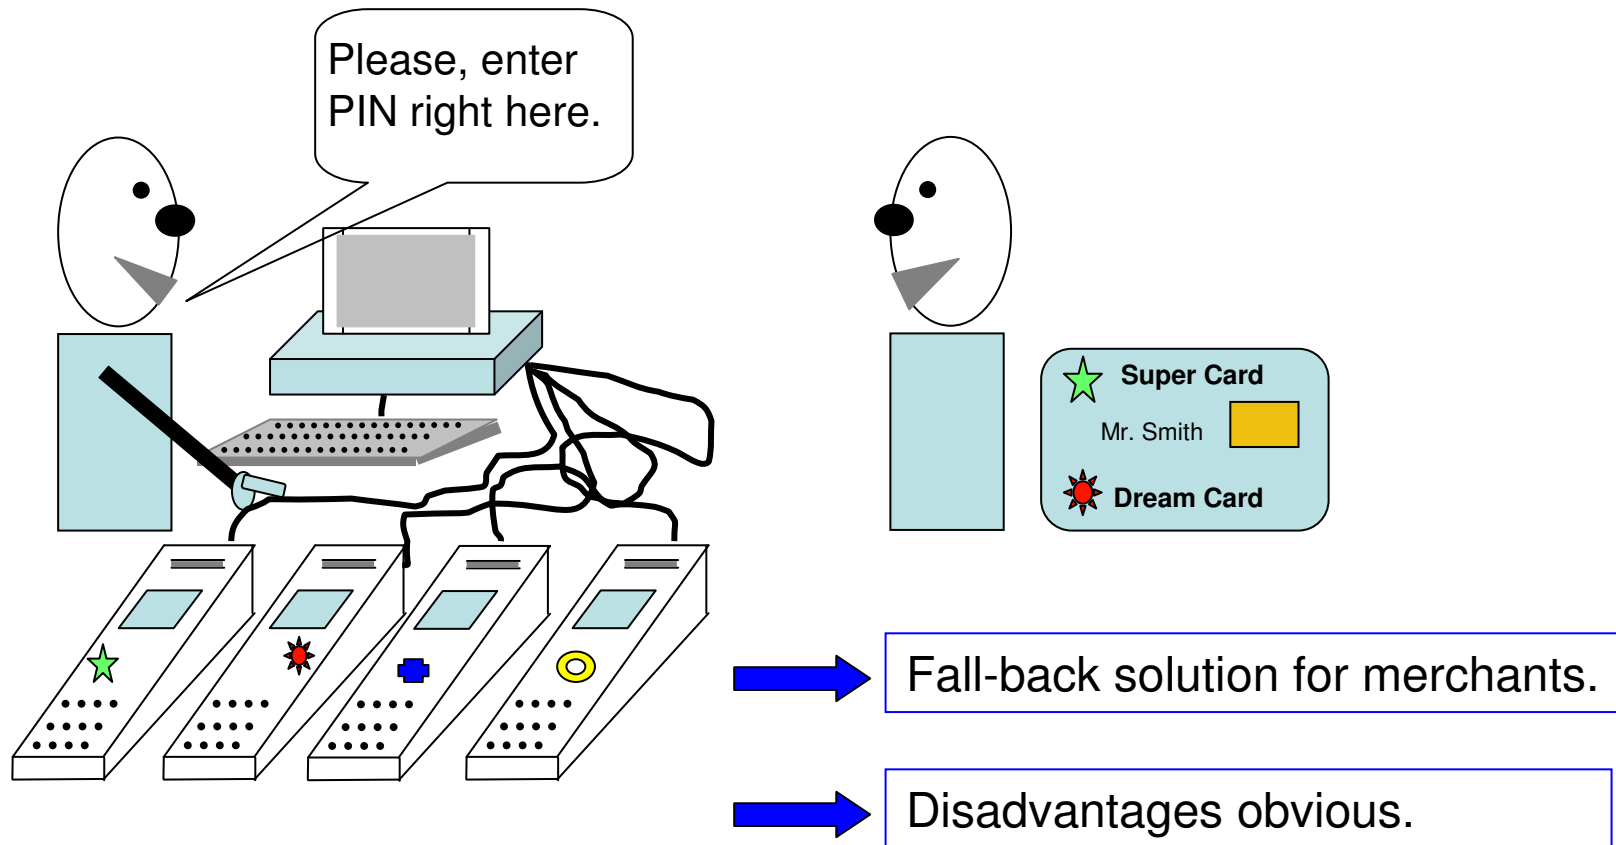 Please, enter
PIN right here.
Super Card
Mr. Smith
Dream Card
Fall-back solution for merchants.
Disadvantages obvious.